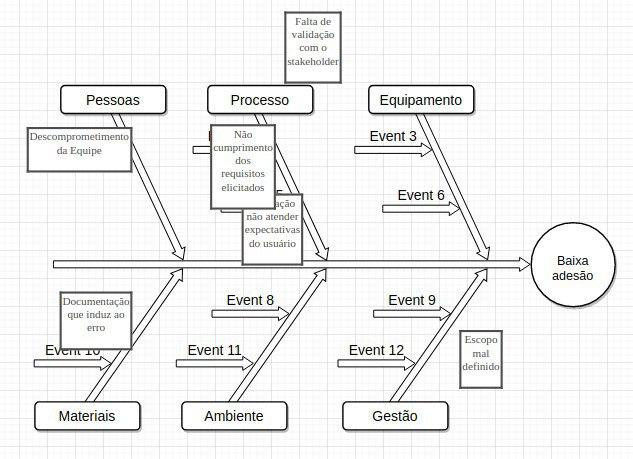 Falta de
validação
com o
stakeholder
Pessoas
Processo
Equipamento
Descomprometimento
da Equipe
Não
cumprimento
dos
requisitos
elicitados
Event 3
Event 6
não atender
expectativas
do usuário
Baixa
adesão
Documentação
que induz ao
erro
Event 8
Event 9
Event 10
Event 11
Event 12
Escopo
mal
definido
Materiais
Ambiente
Gestão